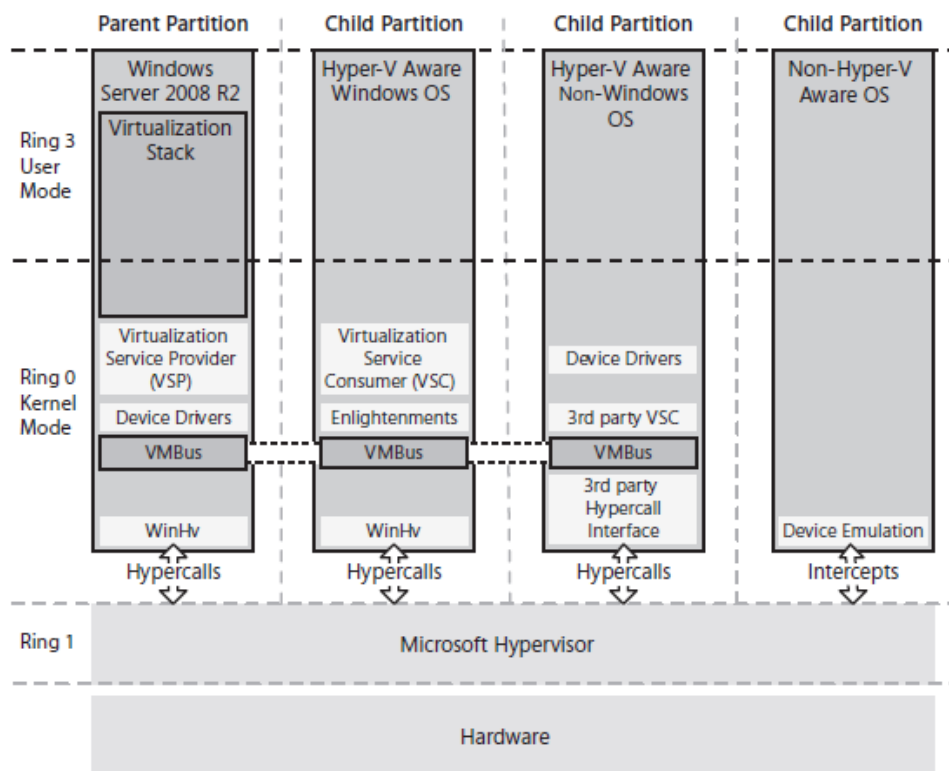 Parent Partition
Child Partition
Child Partition
Child Partition
Ring 3
User
Mode
Windows
Server 2008 R2
Virtualization
Stack
Hyper-V Aware
Windows OS
Hyper-V Aware
Non-Windows
OS
Non-Hyper-V
Aware OS
Ring 0
Kernel
Mode
Virtualization
Service Provider
(VSP)
Device Drivers
VMBus
WinHv
Virtualization
Service
Consumer (VSC)
Enlightenments
VMBus
WinHv
Device Drivers
3rd party VSC
VMBus
3rd party
Hypercall
Interface
Device Emulation
Hypercalls
Hypercalls
Hypercalls
Intercepts
Ring 1
Microsoft Hypervisor
Hardware